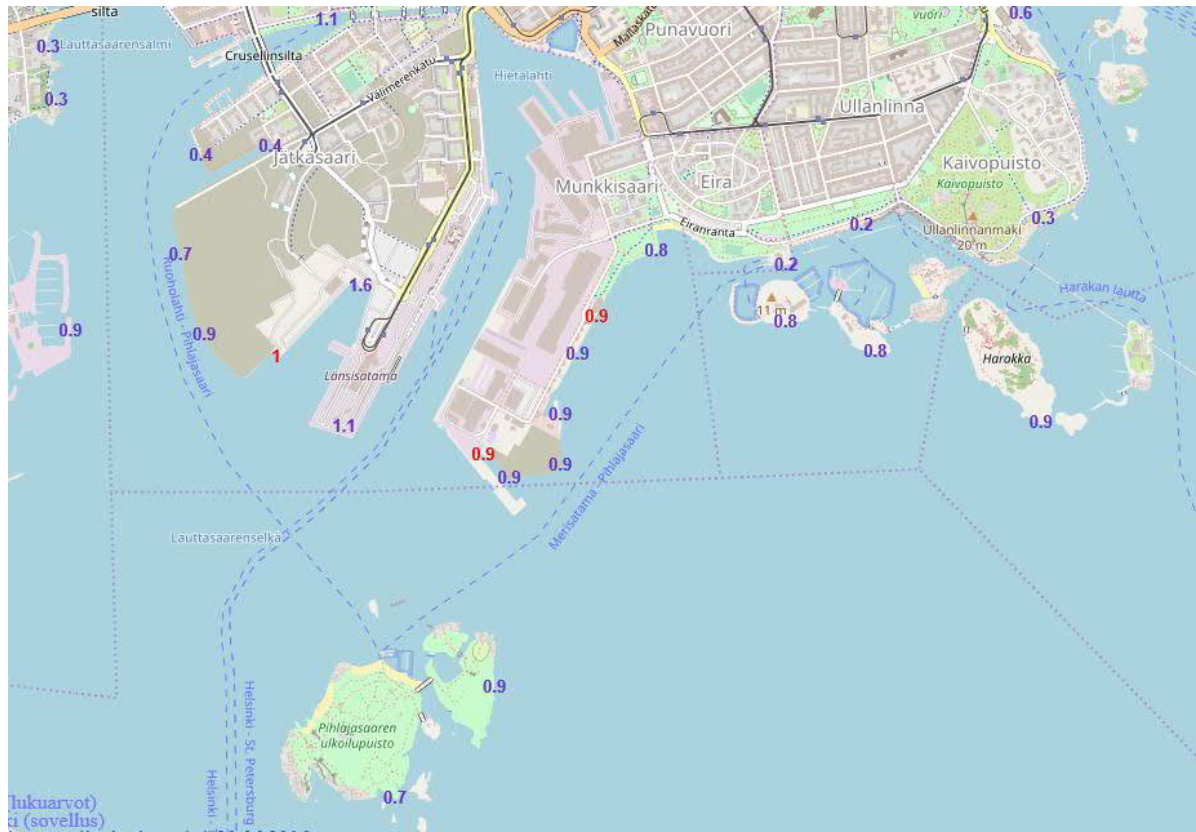 silta
1.1
Mallaskatu
vuori
0.6
Punavuori
0.3
Lauttasaarensalmi
Crusellinsilta
Hietalahti
Välimerenkatu
0.3
Ullanlinna
0.4
0.4
Jätkäsaari
Kaivopuisto
Munkkisaari
Eira
Kaivopuisto
0.2
0.3
Eiranranta
Ullanlinnanmäki
20 m
0.7
0.8
0.2
1.6
Harakan lautta
Ruoholahti - Pihlajasaari
11 m
0.9
0.9
0.9
0.8
1
0.9
0.8
Harakka
Länsisatama
1.1
0.9
0.9
0.9
0.9
0.9
Merisatama - Pihlajasaari
Lauttasaarenselkä
0.9
Helsinki - St. Petersburg
Pihlajasaaren
ulkoilupuisto
Helsinki -
0.7
lukuarvot)
ki (sovellus)